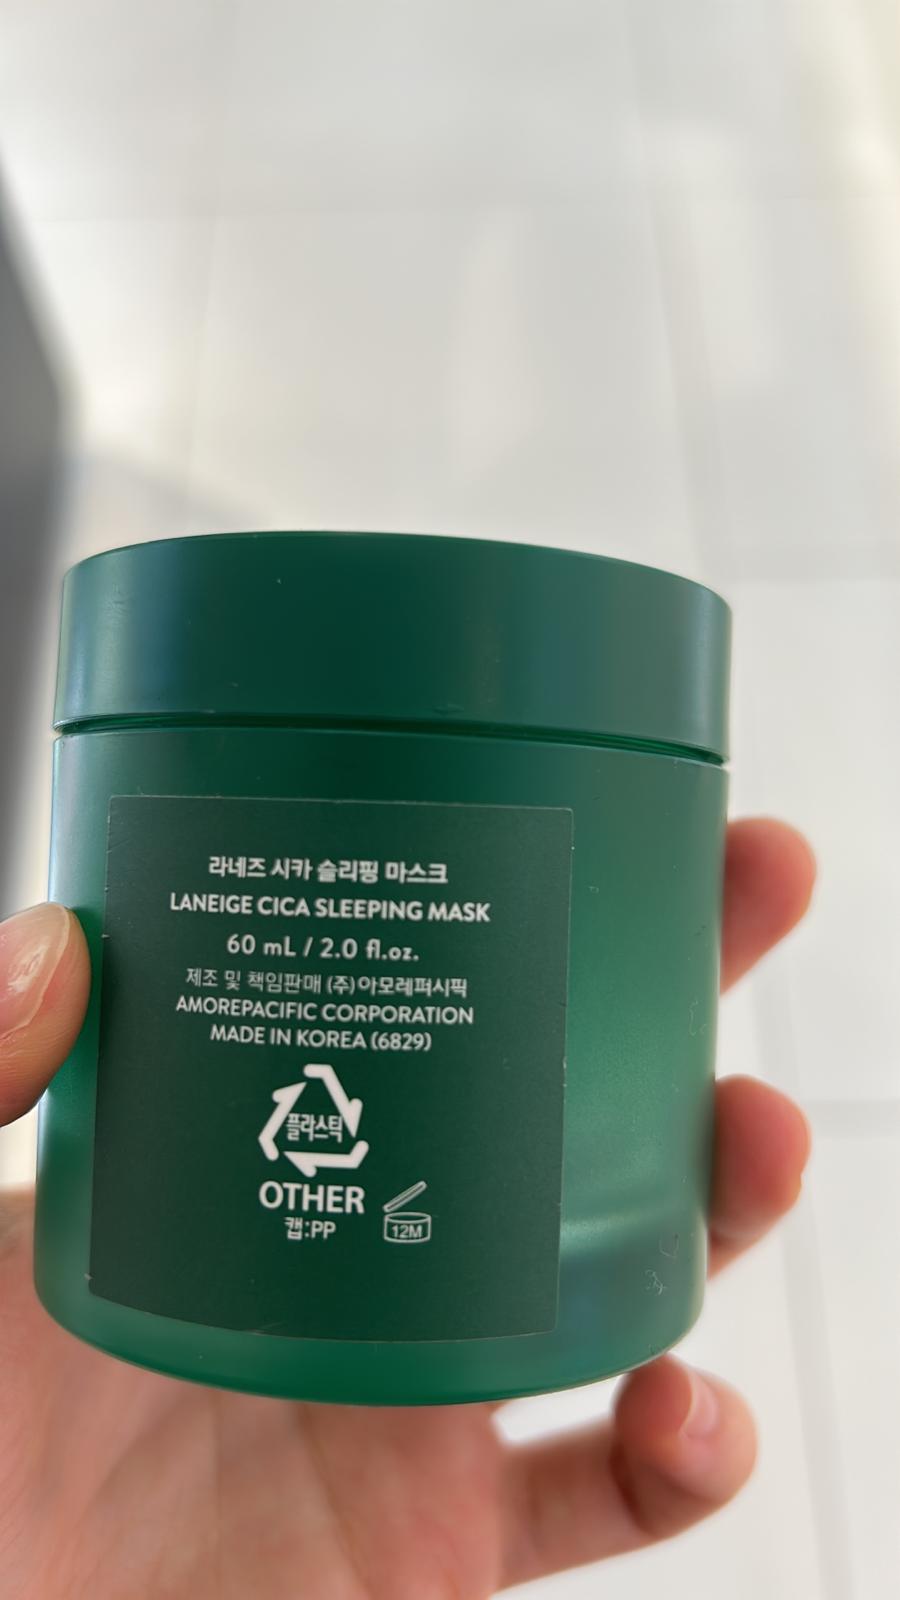 라네즈 시카 슬리핑 마스크
LANEIGE CICA SLEEPING MASK
60 mL / 2.0 fl.oz.
제조 및 책임판매 (주)아모레퍼시픽
AMOREPACIFIC CORPORATION
MADE IN KOREA (6829)
플라스틱
OTHER
캡:PP
12M